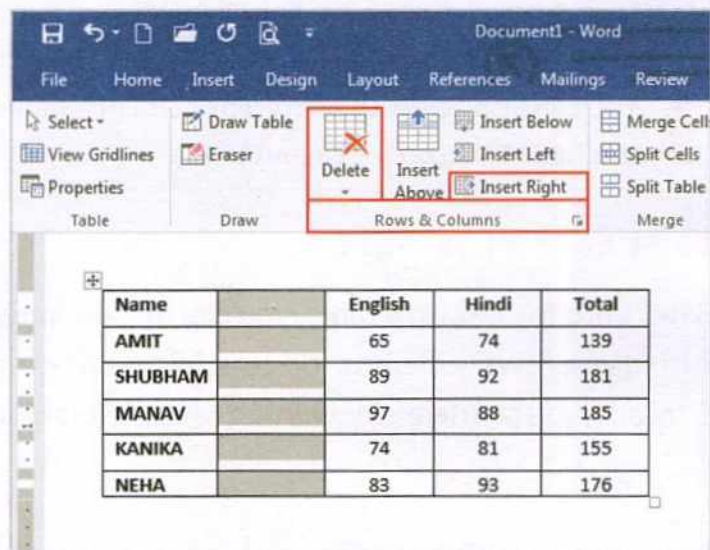 Document1 - Word
File Home Insert Design Layout References Mailings Review
Select
View Gridlines
Properties
Table
Draw Table
Eraser
Draw
Delete
Insert Above
Insert Below
Insert Left
Insert Right
Rows & Columns
Merge Cell
Split Cells
Split Table
Merge
Name English Hindi Total
AMIT 65 74 139
SHUBHAM 89 92 181
MANAV 97 88 185
KANIKA 74 81 155
NEHA 83 93 176